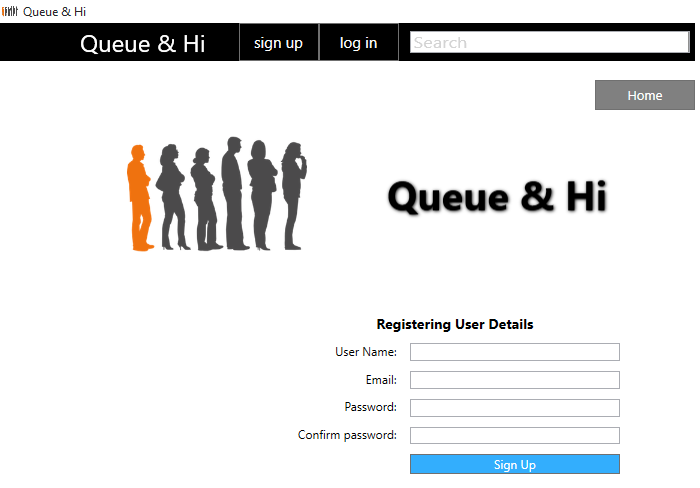 Queue & Hi
Queue & Hi sign up log in Search
Home
Queue & Hi
Registering User Details
User Name:
Email:
Password:
Confirm password:
Sign Up